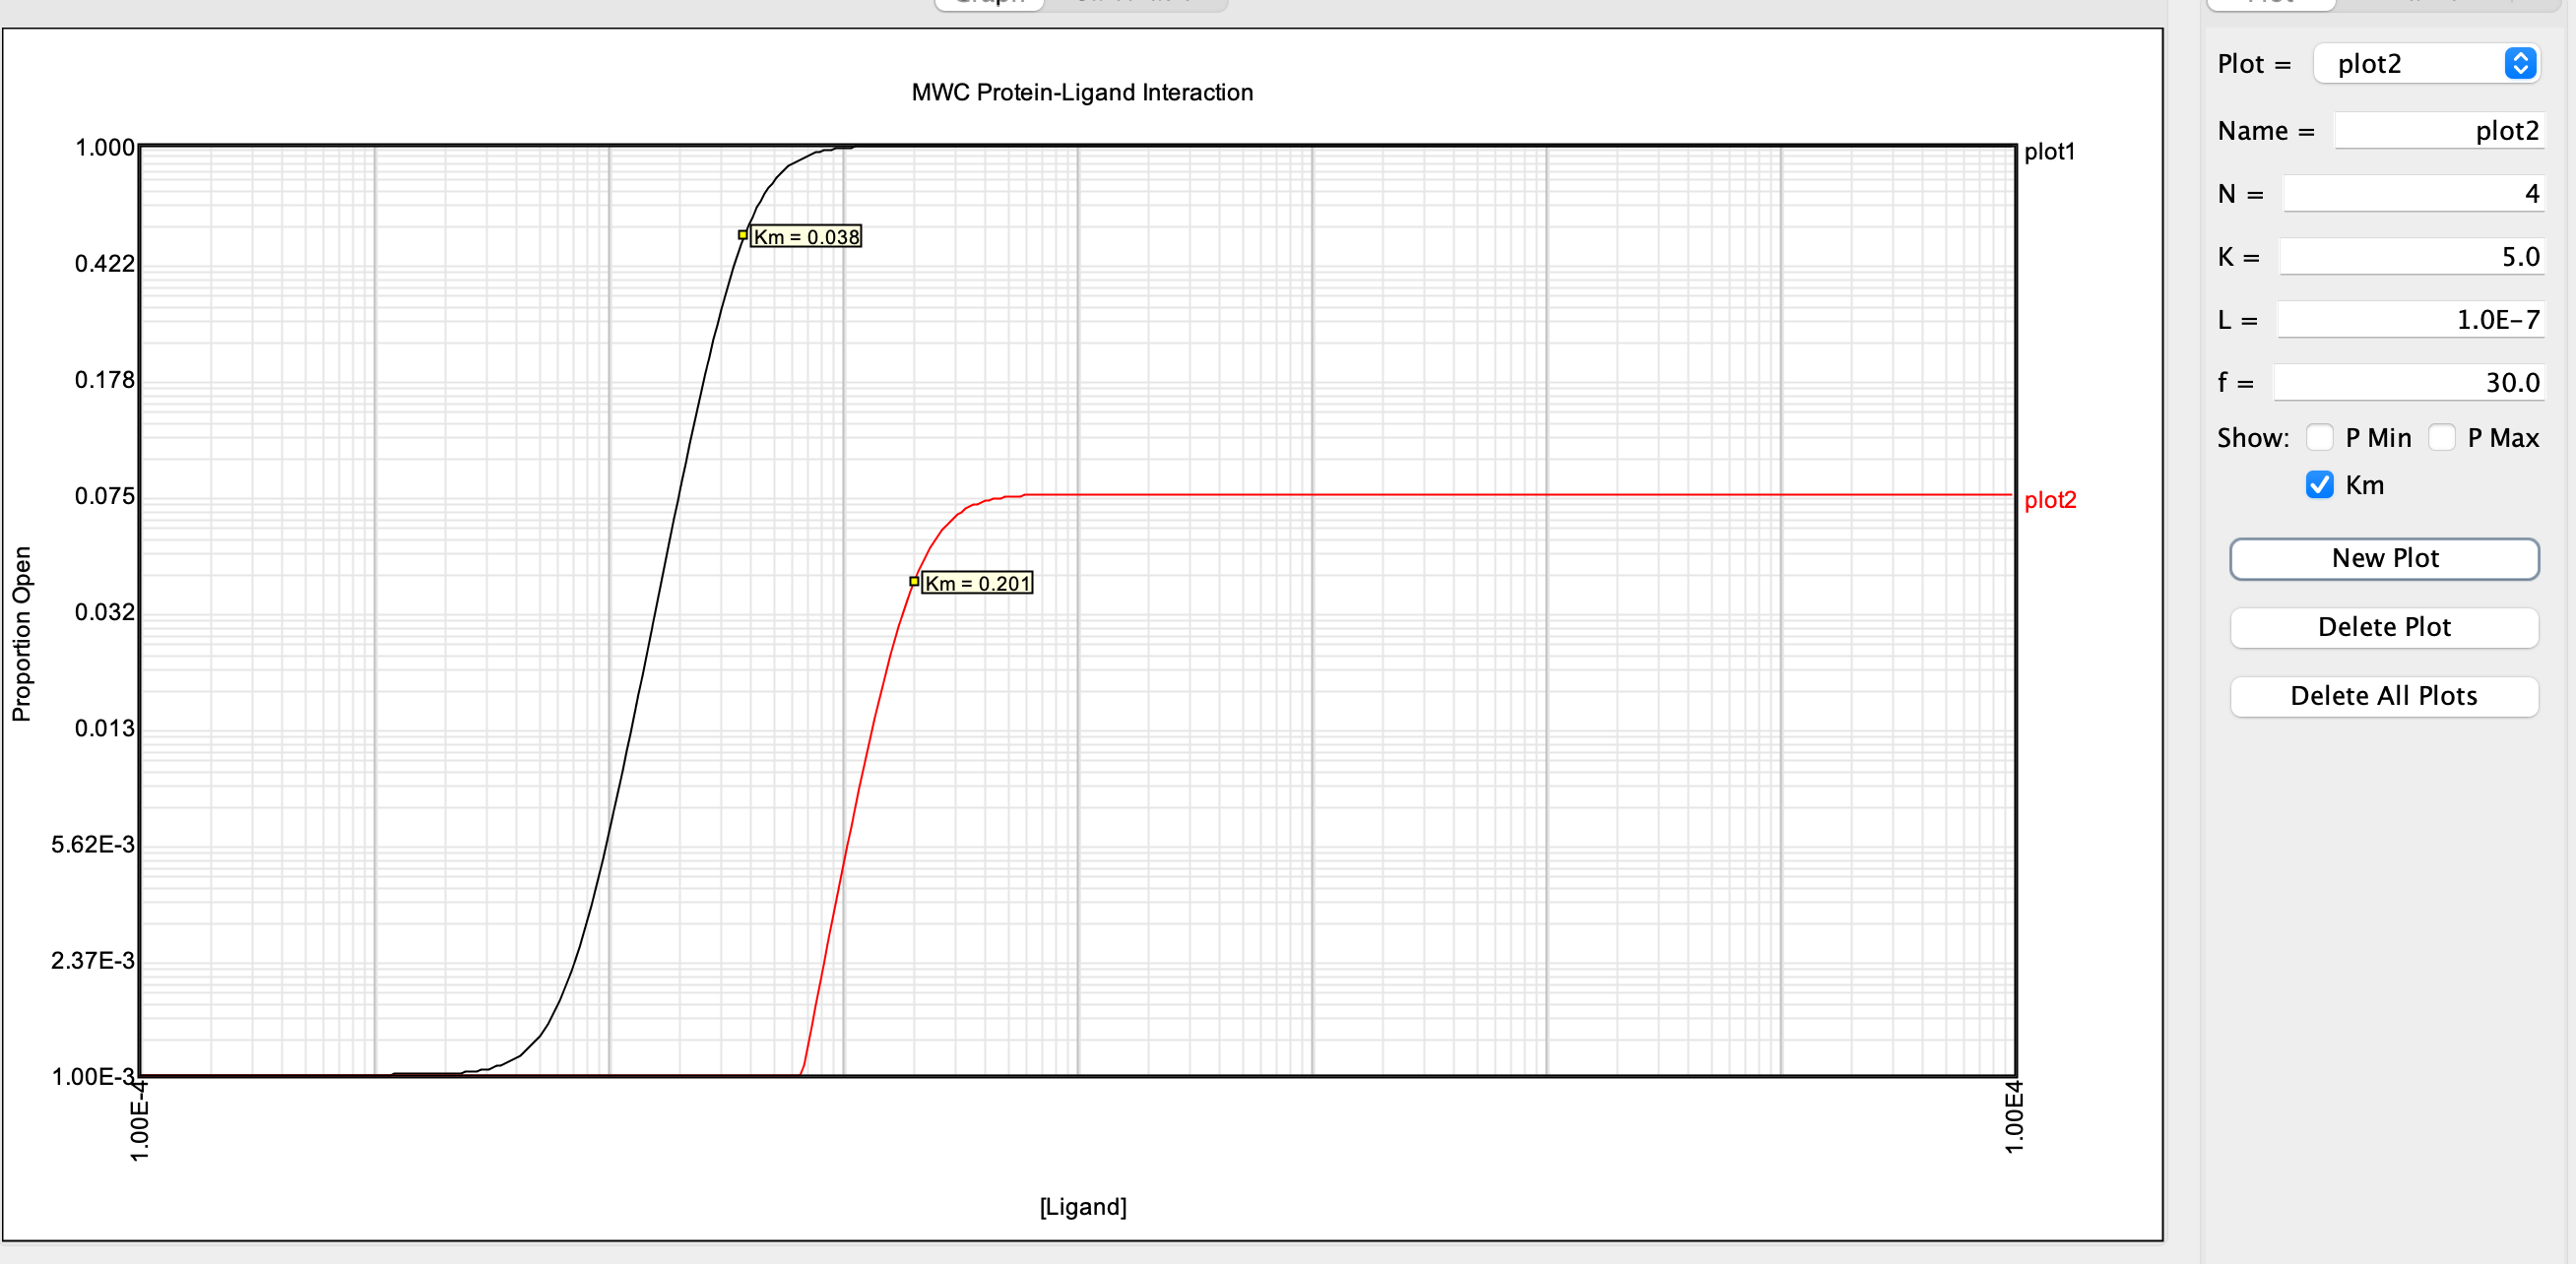 MWC Protein-Ligand Interaction
1.000
0.422
0.178
0.075
0.032
0.013
5.62E-3
2.37E-3
1.00E-3
Proportion Open
plot1
plot2
Km = 0.038
Km = 0.201
1.00E-4
1.00E4
[Ligand]
Plot = plot2
Name = plot2
N = 4
K = 5.0
L = 1.0E-7
f = 30.0
Show: P Min P Max
Km
New Plot
Delete Plot
Delete All Plots